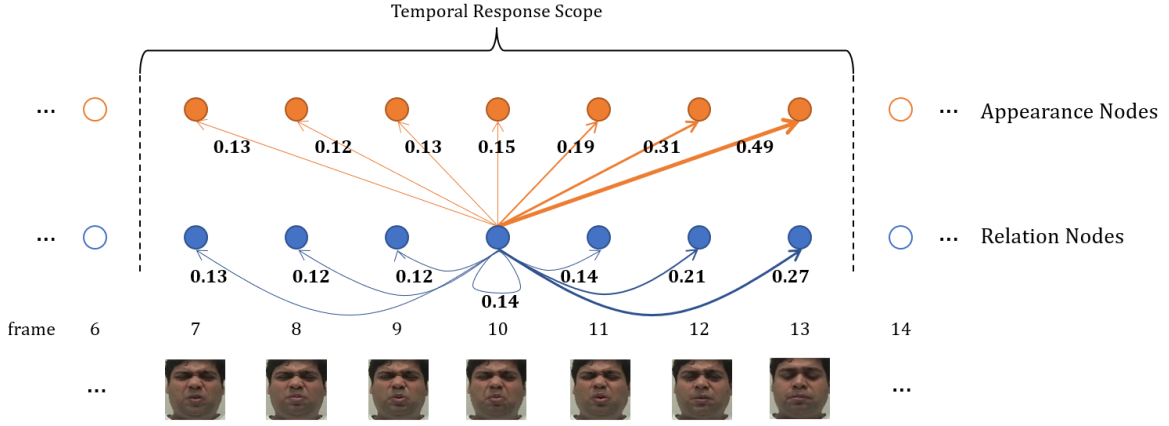 Temporal Response Scope
... ... Appearance Nodes
0.13 0.12 0.13 0.15 0.19 0.31 0.49
... ... Relation Nodes
0.13 0.12 0.12 0.14 0.14 0.21 0.27
frame 6 7 8 9 10 11 12 13 14
... ...